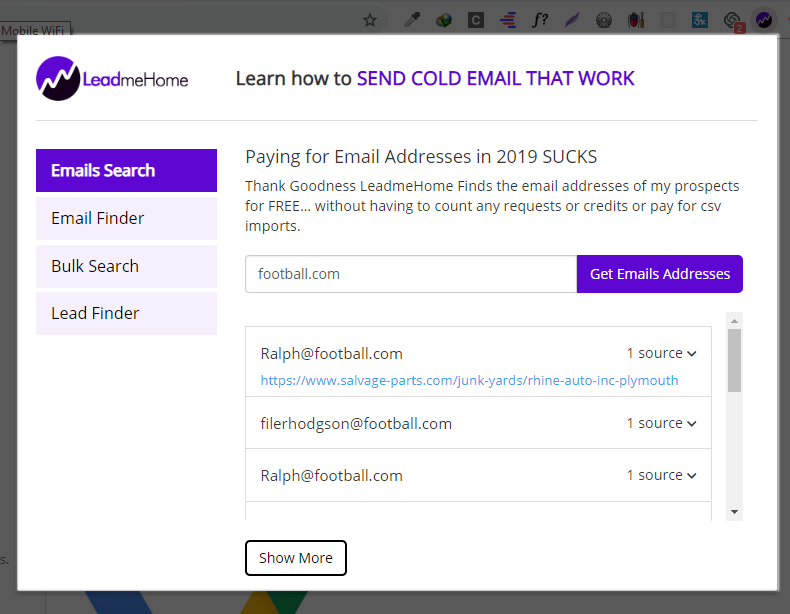 Mobile WiFi
C
f?
2
LeadmeHome
Learn how to SEND COLD EMAIL THAT WORK
Emails Search
Email Finder
Bulk Search
Lead Finder
Paying for Email Addresses in 2019 SUCKS
Thank Goodness LeadmeHome Finds the email addresses of my prospects
for FREE... without having to count any requests or credits or pay for csv
imports.
football.com
Get Emails Addresses
Ralph@football.com
1 source
https://www.salvage-parts.com/junk-yards/rhine-auto-inc-plymouth
filerhodgson@football.com
1 source
Ralph@football.com
1 source
Show More
s.